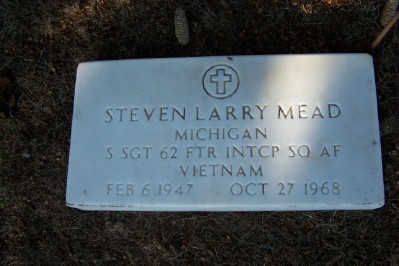 STEVEN LARRY MEAD
MICHIGAN
S SGT 62 FTR INTCP SQ AF
VIETNAM
FEB 6 1947 OCT 27 1968